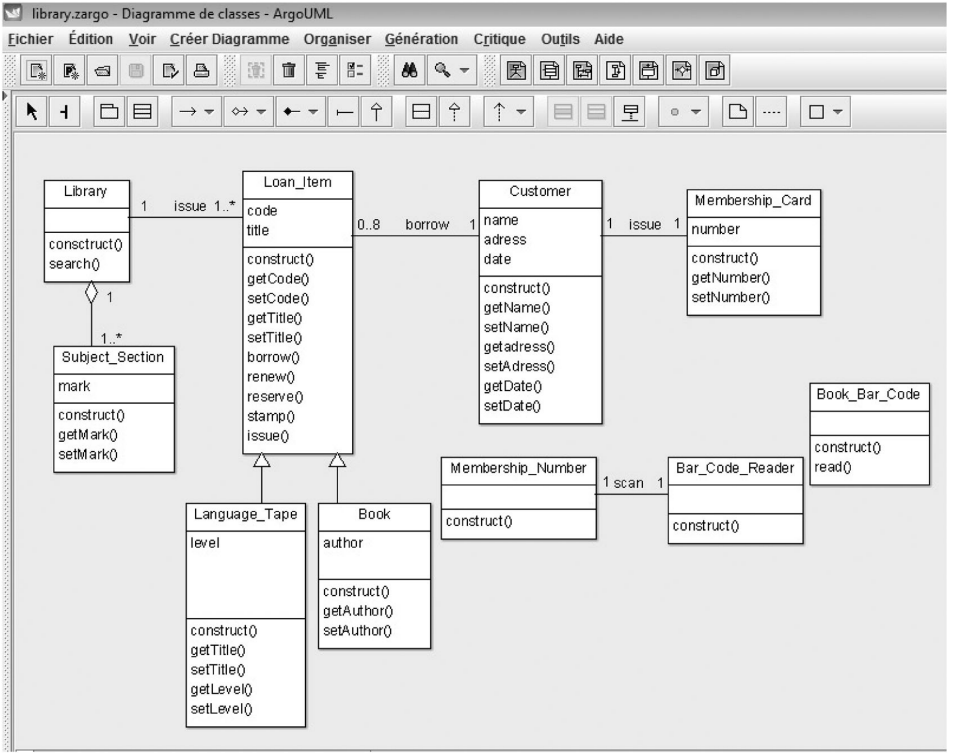 library.zargo - Diagramme de classes - ArgoUML
Fichier Édition Voir Créer Diagramme Organiser Génération Critique Outils Aide
Library
consctruct()
search()
1 issue 1..*
Loan_Item
code
title
construct()
getCode()
setCode()
getTitle()
setTitle()
borrow()
renew()
reserve()
stamp()
issue()
0..8 borrow 1
Customer
name
adress
date
construct()
getName()
setName()
getadress()
setAdress()
getDate()
setDate()
1 issue 1
Membership_Card
number
construct()
getNumber()
setNumber()
1
1..*
Subject_Section
mark
construct()
getMark()
setMark()
Book_Bar_Code
construct()
read()
Membership_Number
construct()
1 scan 1
Bar_Code_Reader
construct()
Language_Tape
level
construct()
getTitle()
setTitle()
getLevel()
setLevel()
Book
author
construct()
getAuthor()
setAuthor()